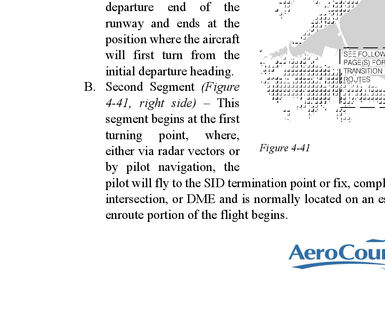 departure end of the
runway and ends at the
position where the aircraft
will first turn from the
initial departure heading.
B. Second Segment (Figure
4-41, right side) – This
segment begins at the first
turning point, where,
either via radar vectors or
by pilot navigation, the
pilot will fly to the SID termination point or fix, compl
intersection, or DME and is normally located on an es
enroute portion of the flight begins.
SEE FOLLOW
PAGE(S) FOR
TRANSITION
ROUTES
Figure 4-41
AeroCour